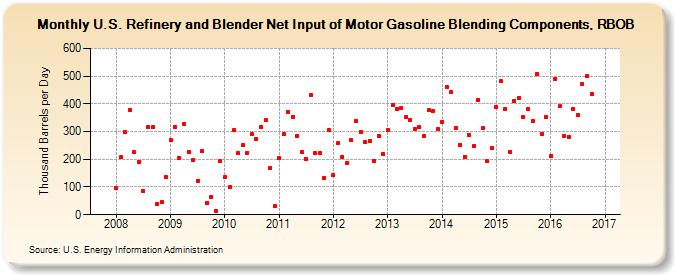 Monthly U.S. Refinery and Blender Net Input of Motor Gasoline Blending Components, RBOB
Thousand Barrels per Day
600
500
400
300
200
100
0
2008 2009 2010 2011 2012 2013 2014 2015 2016 2017
Source: U.S. Energy Information Administration